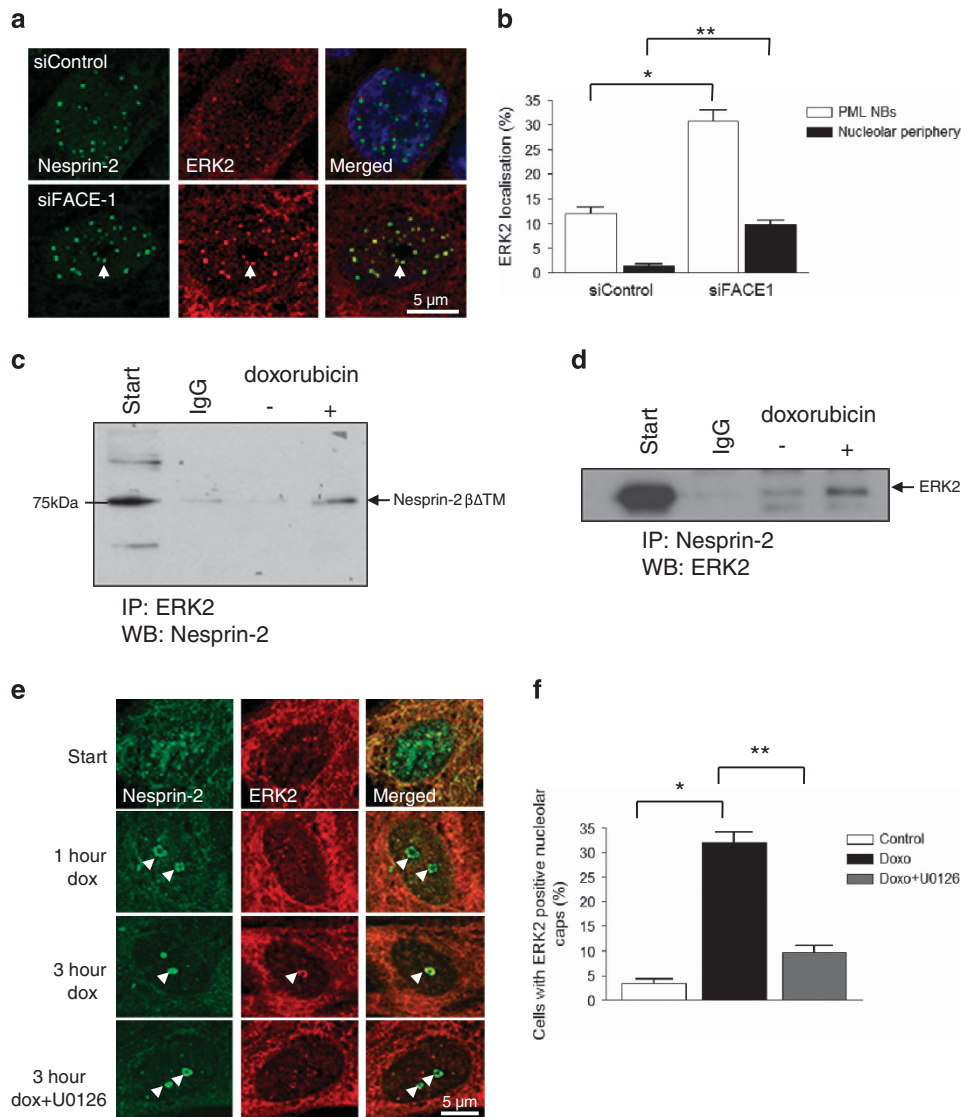 a
siControl
Nesprin-2
ERK2
Merged
siFACE-1
5 µm
b
**
*
ERK2 localisation (%)
35
30
25
20
15
10
5
0
siControl
siFACE1
PML NBs
Nucleolar periphery
c
Start
IgG
doxorubicin
- +
75kDa
Nesprin-2 βΔTM
IP: ERK2
WB: Nesprin-2
d
Start
IgG
doxorubicin
- +
ERK2
IP: Nesprin-2
WB: ERK2
e
Start
Nesprin-2
ERK2
Merged
1 hour
dox
3 hour
dox
3 hour
dox+U0126
5 µm
f
**
*
Cells with ERK2 positive nucleolar
caps (%)
35
30
25
20
15
10
5
0
Control
Doxo
Doxo+U0126